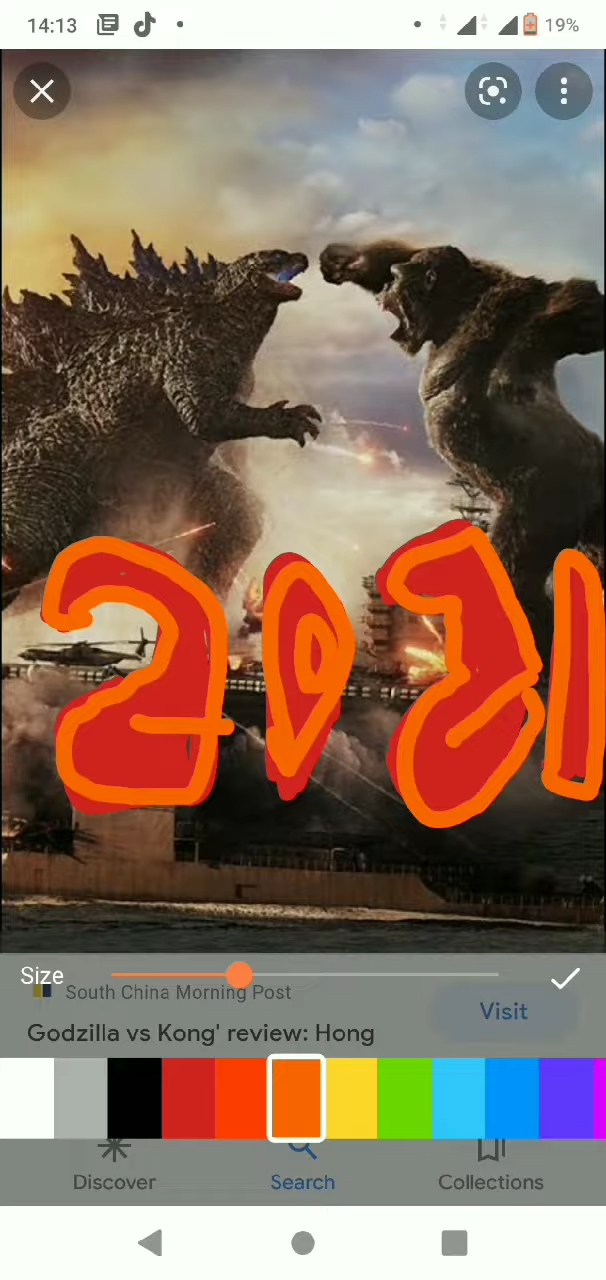 14:13
19%
2021
Size
South China Morning Post
Visit
Godzilla vs Kong' review: Hong
Discover
Search
Collections